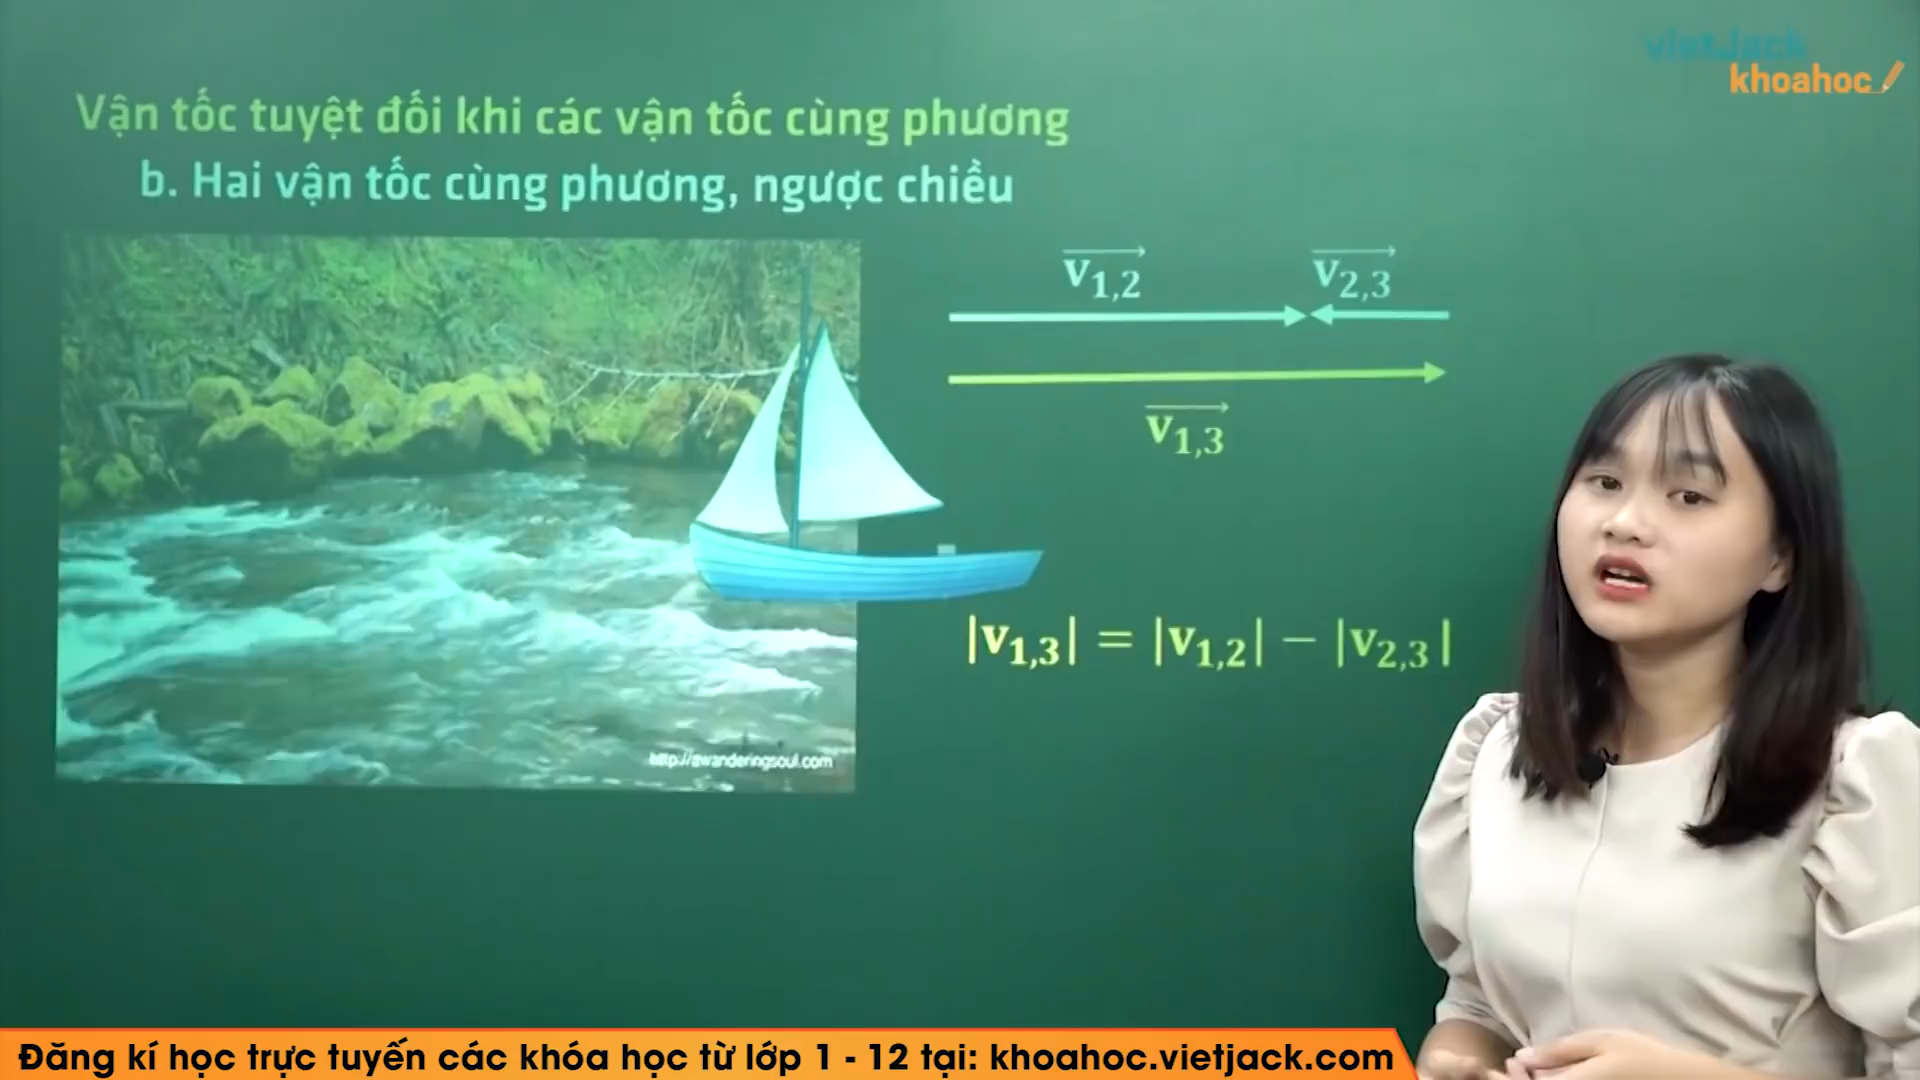 vietJack
khoahoc
Vận tốc tuyệt đối khi các vận tốc cùng phương
b. Hai vận tốc cùng phương, ngược chiều
v1,2
v2,3
v1,3
|v1,3| = |v1,2| − |v2,3|
http://awanderingsoul.com
Đăng kí học trực tuyến các khóa học từ lớp 1 - 12 tại: khoahoc.vietjack.com